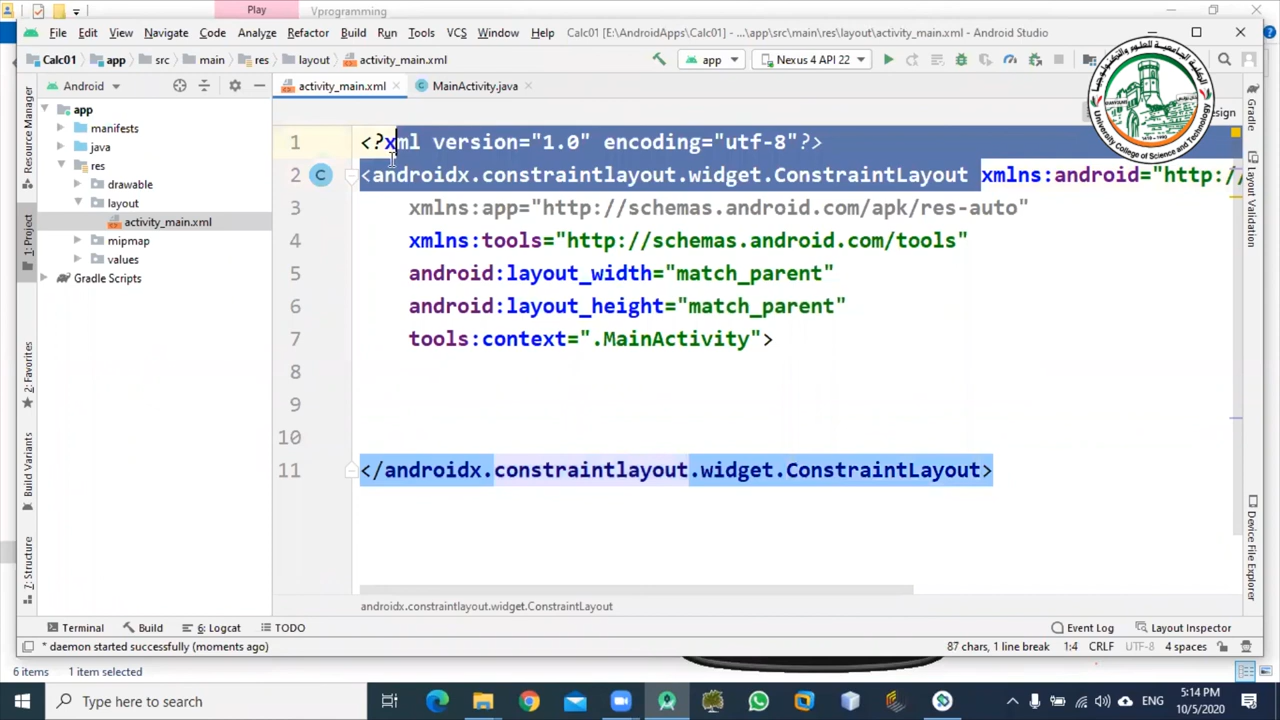 Play
Vprogramming
File Edit View Navigate Code Analyze Refactor Build Run Tools VCS Window Help Calc01 [E:\AndroidApps\Calc01] - ...\app\src\main\res\layout\activity_main.xml - Android Studio
Calc01 app src main res layout activity_main.xml app Nexus 4 API 22
Android activity_main.xml MainActivity.java
Resource Manager
1: Project
2: Favorites
Build Variants
7: Structure
app
manifests
java
res
drawable
layout
activity_main.xml
mipmap
values
Gradle Scripts
1 <?xml version="1.0" encoding="utf-8"?>
2 <androidx.constraintlayout.widget.ConstraintLayout xmlns:android="http:/
3 xmlns:app="http://schemas.android.com/apk/res-auto"
4 xmlns:tools="http://schemas.android.com/tools"
5 android:layout_width="match_parent"
6 android:layout_height="match_parent"
7 tools:context=".MainActivity">
8
9
10
11 </androidx.constraintlayout.widget.ConstraintLayout>
androidx.constraintlayout.widget.ConstraintLayout
Gradle
Layout Validation
Device File Explorer
University College of Science & Technology
1410 - 1990
Terminal Build 6: Logcat TODO Event Log Layout Inspector
* daemon started successfully (moments ago) 87 chars, 1 line break 1:4 CRLF UTF-8 4 spaces
6 items 1 item selected
Type here to search ENG 5:14 PM
10/5/2020